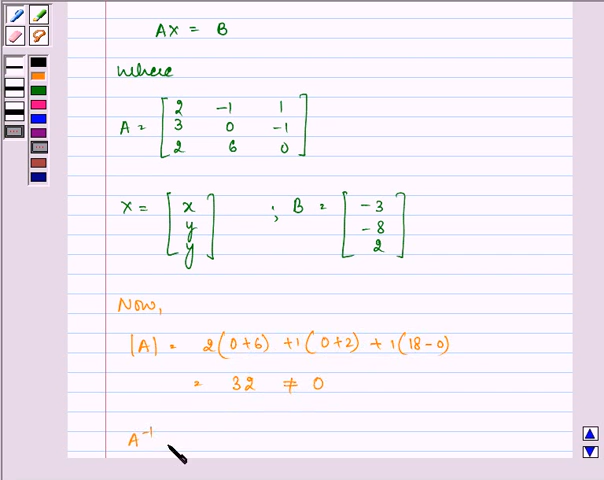 AX = B
Where
A = [ 2 -1 1
3 0 -1
2 6 0 ]
X = [ x y y ] ; B = [ -3 -8 2 ]
Now,
|A| = 2(0+6) +1(0+2) +1(18-0)
= 32 ≠ 0
A⁻¹